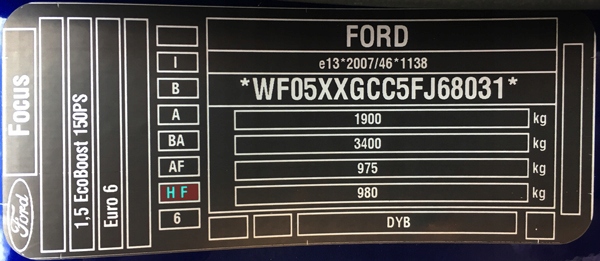 Focus
Ford
1,5 EcoBoost 150PS
Euro 6
I
B
A
BA
AF
H F
6
FORD
e13*2007/46*1138
*WF05XXGCC5FJ68031*
1900 kg
3400 kg
975 kg
980 kg
DYB